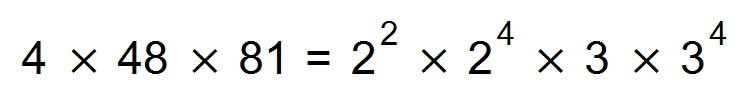 4 × 48 × 81 = 2² × 2⁴ × 3 × 3⁴